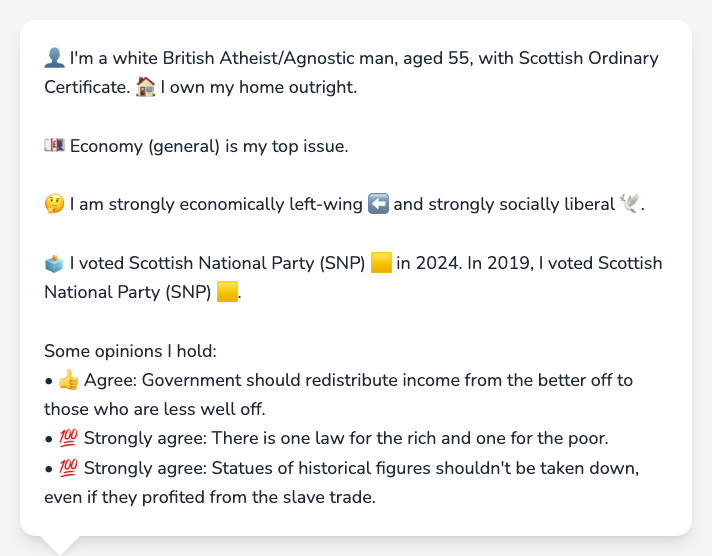 👤 I'm a white British Atheist/Agnostic man, aged 55, with Scottish Ordinary
Certificate. 🏠 I own my home outright.
💷 Economy (general) is my top issue.
🤔 I am strongly economically left-wing ⬅️ and strongly socially liberal 🕊️.
🗳️ I voted Scottish National Party (SNP) 🟨 in 2024. In 2019, I voted Scottish
National Party (SNP) 🟨.
Some opinions I hold:
• 👍 Agree: Government should redistribute income from the better off to
those who are less well off.
• 💯 Strongly agree: There is one law for the rich and one for the poor.
• 💯 Strongly agree: Statues of historical figures shouldn't be taken down,
even if they profited from the slave trade.